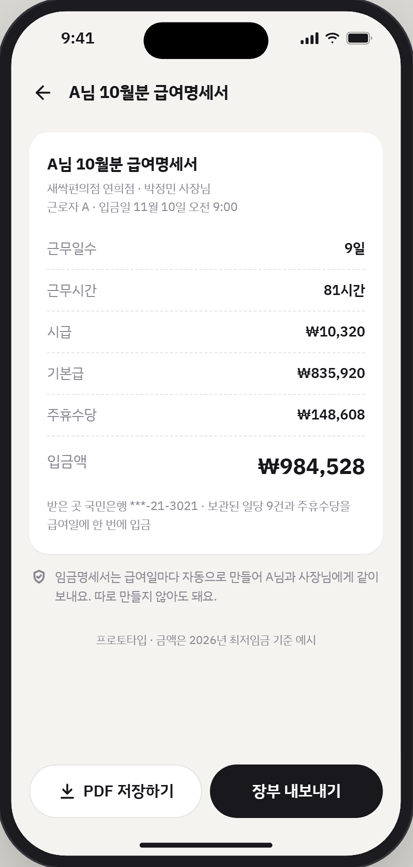 9:41
A님 10월분 급여명세서
A님 10월분 급여명세서
새싹편의점 연희점 · 박정민 사장님
근로자 A · 입금일 11월 10일 오전 9:00
근무일수 9일
근무시간 81시간
시급 ₩10,320
기본급 ₩835,920
주휴수당 ₩148,608
입금액 ₩984,528
받은 곳 국민은행 ***-21-3021 · 보관된 일당 9건과 주휴수당을
급여일에 한 번에 입금
임금명세서는 급여일마다 자동으로 만들어 A님과 사장님에게 같이
보내요. 따로 만들지 않아도 돼요.
프로토타입 · 금액은 2026년 최저임금 기준 예시
PDF 저장하기 장부 내보내기